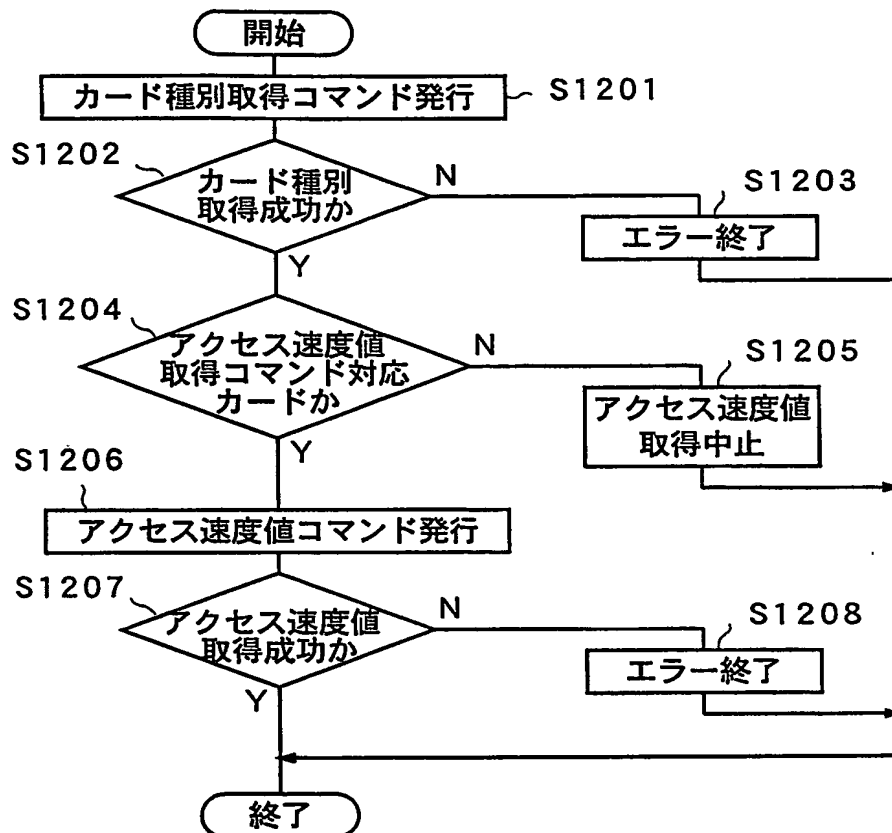 開始
カード種別取得コマンド発行
S1201
S1202
カード種別
取得成功か
N
Y
S1203
エラー終了
S1204
アクセス速度値
取得コマンド対応
カードか
N
Y
S1205
アクセス速度値
取得中止
S1206
アクセス速度値コマンド発行
S1207
アクセス速度値
取得成功か
N
Y
S1208
エラー終了
終了